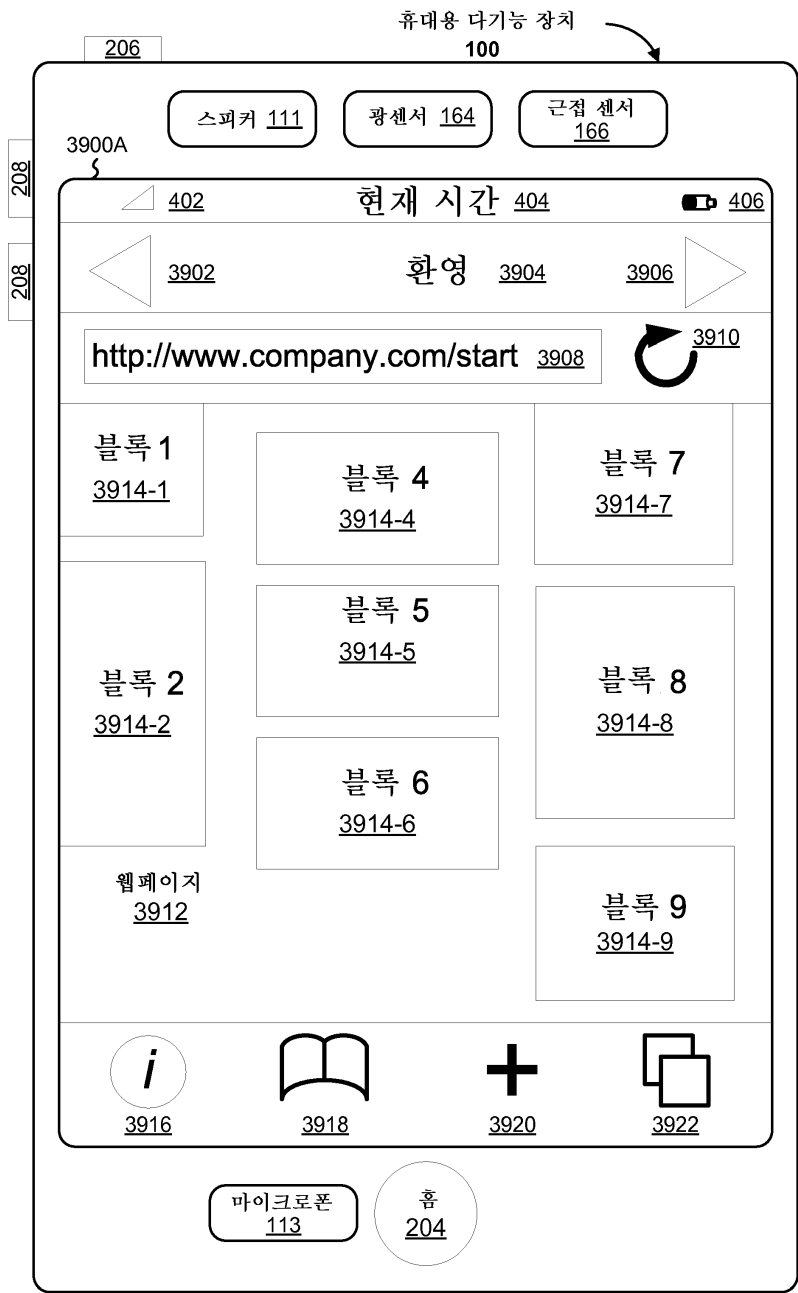 휴대용 다기능 장치
100
206
스피커 111
광센서 164
근접 센서
166
3900A
208
208
402
현재 시간 404
406
3902
환영 3904
3906
http://www.company.com/start 3908
3910
블록 1
3914-1
블록 4
3914-4
블록 7
3914-7
블록 5
3914-5
블록 2
3914-2
블록 8
3914-8
블록 6
3914-6
웹페이지
3912
블록 9
3914-9
i
3916
3918
3920
3922
마이크로폰
113
홈
204